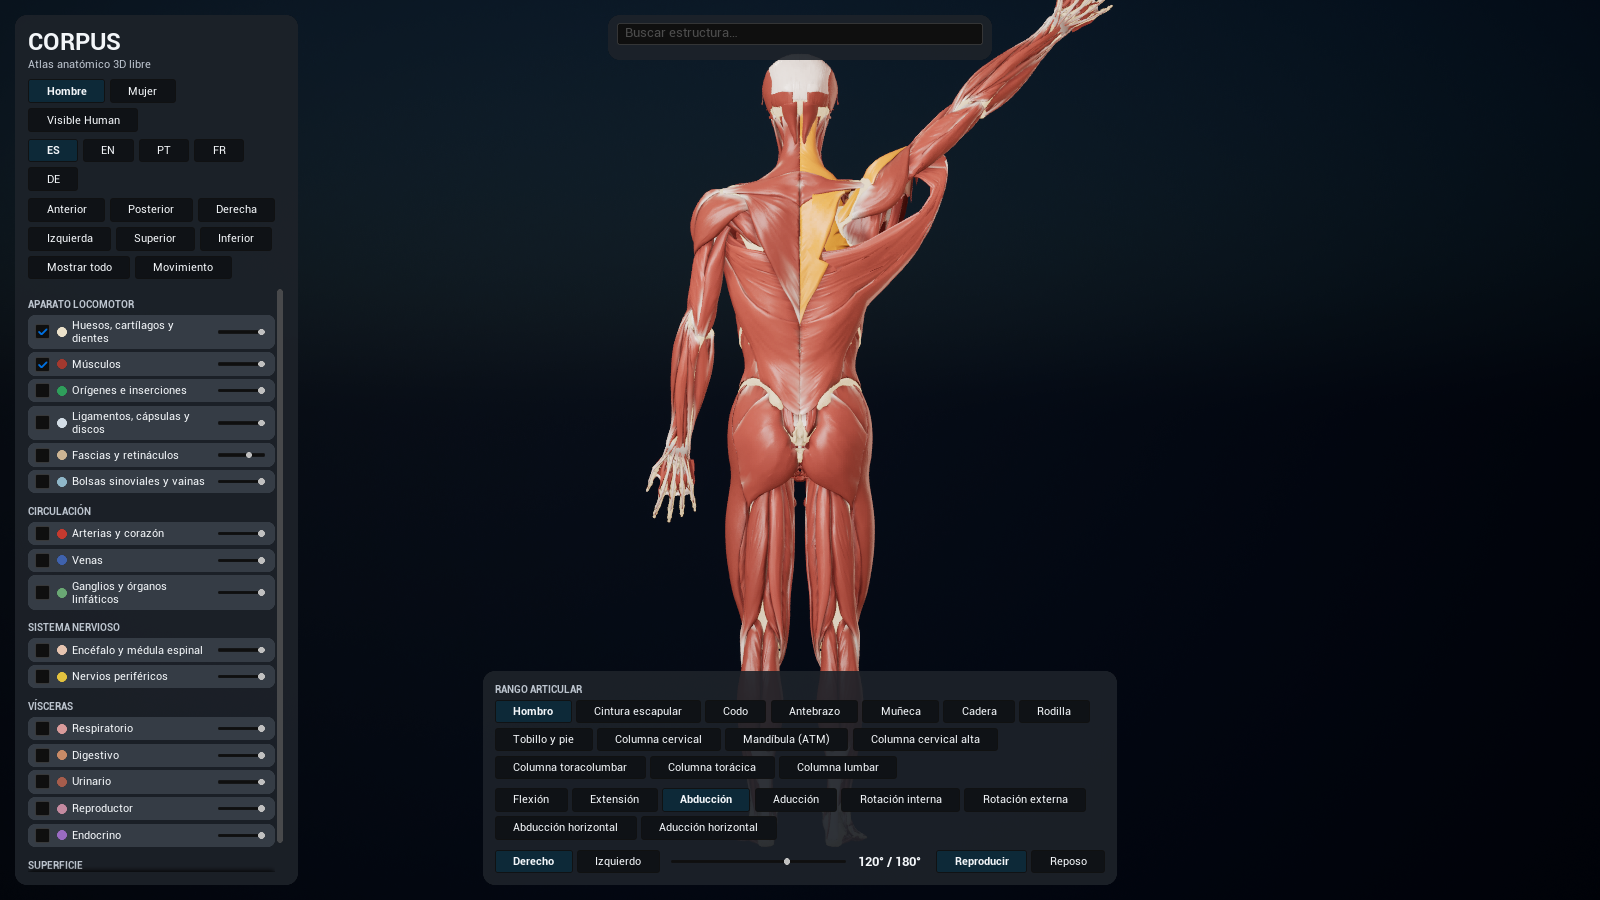 CORPUS
Atlas anatómico 3D libre
Hombre Mujer
Visible Human
ES EN PT FR
DE
Anterior Posterior Derecha
Izquierda Superior Inferior
Mostrar todo Movimiento
APARATO LOCOMOTOR
Huesos, cartílagos y
dientes
Músculos
Orígenes e inserciones
Ligamentos, cápsulas y
discos
Fascias y retináculos
Bolsas sinoviales y vainas
CIRCULACIÓN
Arterias y corazón
Venas
Ganglios y órganos
linfáticos
SISTEMA NERVIOSO
Encéfalo y médula espinal
Nervios periféricos
VÍSCERAS
Respiratorio
Digestivo
Urinario
Reproductor
Endocrino
SUPERFICIE
Buscar estructura...
RANGO ARTICULAR
Hombro Cintura escapular Codo Antebrazo Muñeca Cadera Rodilla
Tobillo y pie Columna cervical Mandíbula (ATM) Columna cervical alta
Columna toracolumbar Columna torácica Columna lumbar
Flexión Extensión Abducción Aducción Rotación interna Rotación externa
Abducción horizontal Aducción horizontal
Derecho Izquierdo 120° / 180° Reproducir Reposo